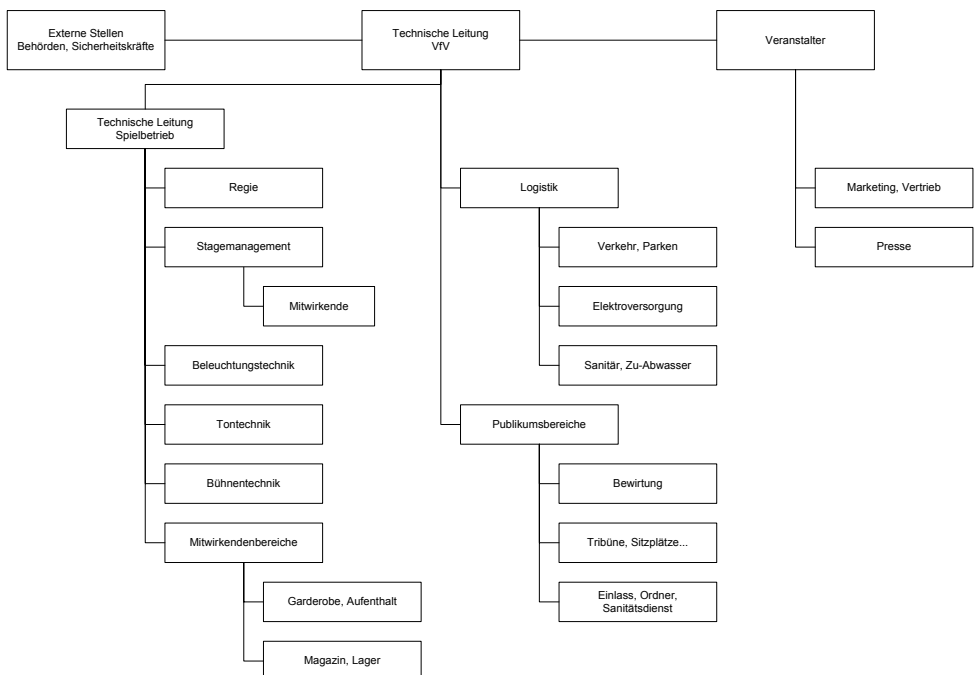 Externe Stellen
Behörden, Sicherheitskräfte
Technische Leitung
VfV
Veranstalter
Technische Leitung
Spielbetrieb
Regie
Stagemanagement
Mitwirkende
Beleuchtungstechnik
Tontechnik
Bühnentechnik
Mitwirkendenbereiche
Garderobe, Aufenthalt
Magazin, Lager
Logistik
Verkehr, Parken
Elektroversorgung
Sanitär, Zu-Abwasser
Publikumsbereiche
Bewirtung
Tribüne, Sitzplätze...
Einlass, Ordner,
Sanitätsdienst
Marketing, Vertrieb
Presse